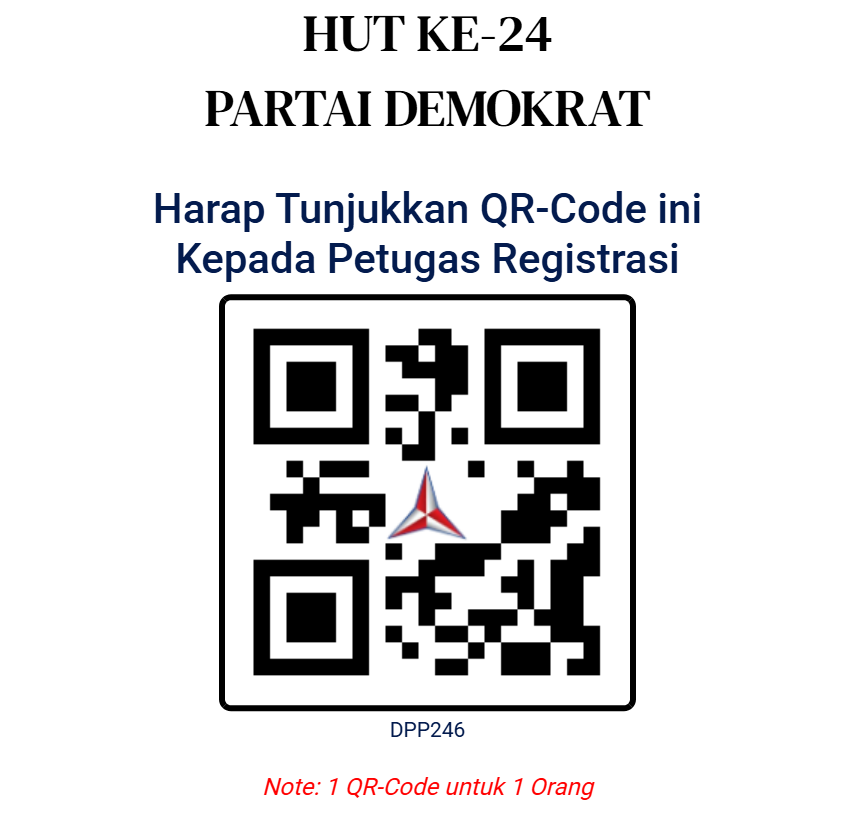 HUT KE-24
PARTAI DEMOKRAT
Harap Tunjukkan QR-Code ini
Kepada Petugas Registrasi
DPP246
Note: 1 QR-Code untuk 1 Orang